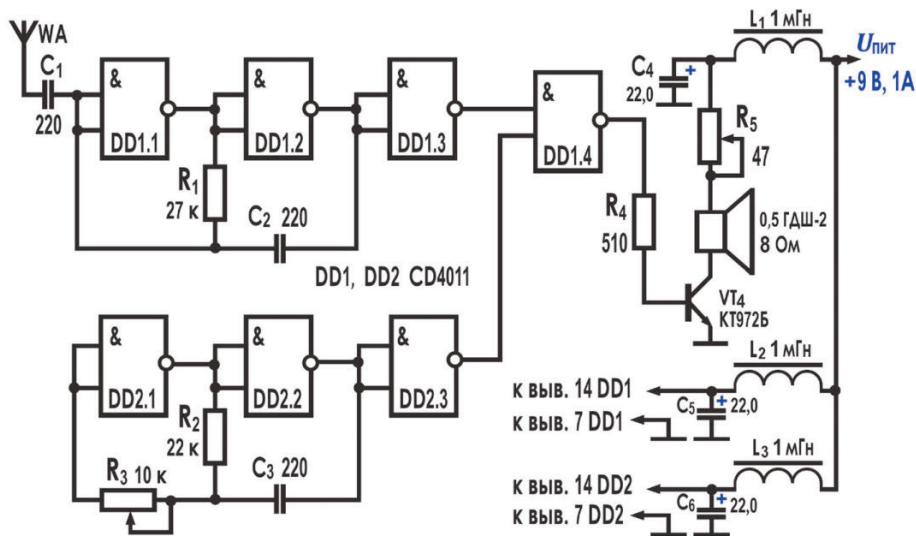 WA
C1
220
&
DD1.1
&
DD1.2
&
DD1.3
R1
27 к
C2 220
&
DD1.4
R4
510
C4
+
22,0
L1 1 мГн
Uпит
+9 В, 1А
R5
47
0,5 ГДШ-2
8 Ом
VT4
КТ972Б
DD1, DD2 CD4011
&
DD2.1
&
DD2.2
&
DD2.3
R2
22 к
R3 10 к
C3 220
L2 1 мГн
к выв. 14 DD1
к выв. 7 DD1
C5
+
22,0
L3 1 мГн
к выв. 14 DD2
к выв. 7 DD2
C6
+
22,0